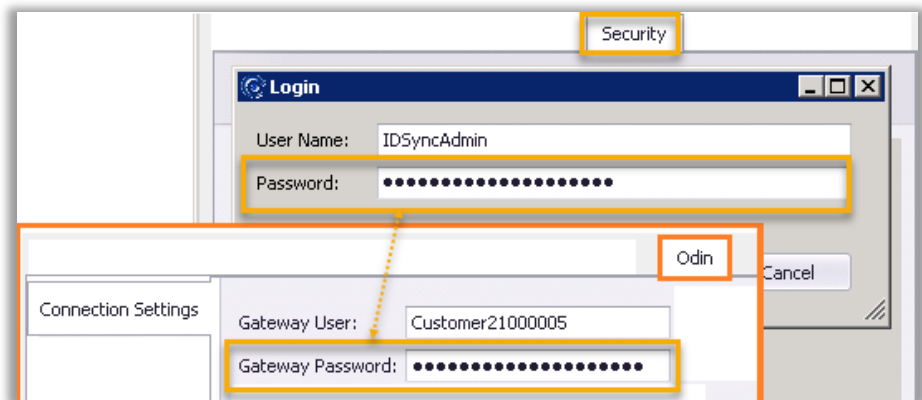 Security
Login
User Name: IDSyncAdmin
Password: ●●●●●●●●●●●●●●●●●●●●
Odin
Cancel
Connection Settings
Gateway User: Customer21000005
Gateway Password: ●●●●●●●●●●●●●●●●●●●●